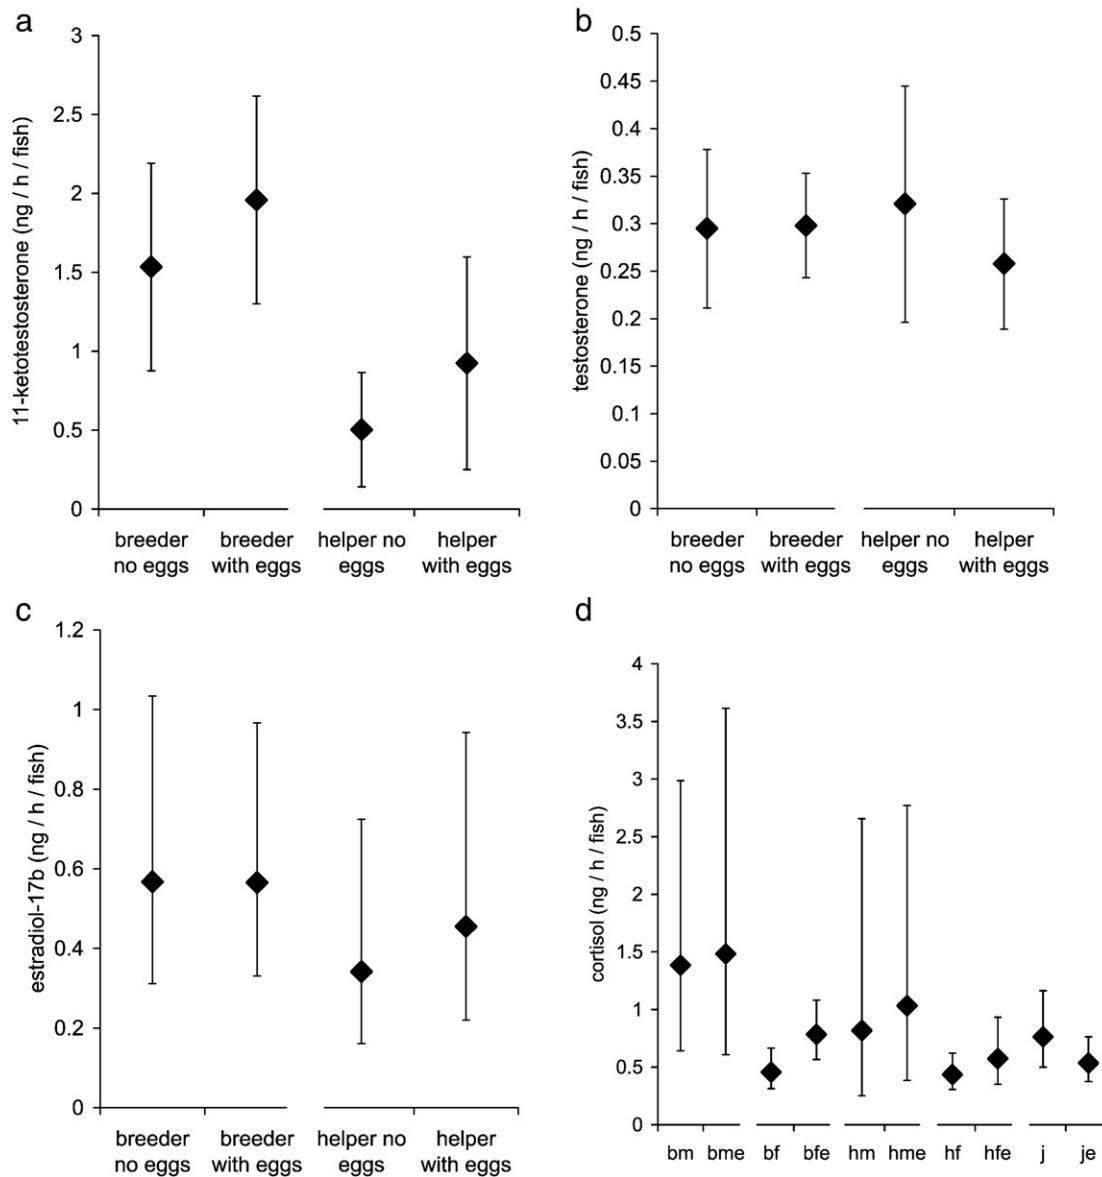 a
11-ketotestosterone (ng / h / fish)
3
2.5
2
1.5
1
0.5
0
breeder no eggs
breeder with eggs
helper no eggs
helper with eggs
b
testosterone (ng / h / fish)
0.5
0.45
0.4
0.35
0.3
0.25
0.2
0.15
0.1
0.05
0
breeder no eggs
breeder with eggs
helper no eggs
helper with eggs
c
estradiol-17b (ng / h / fish)
1.2
1
0.8
0.6
0.4
0.2
0
breeder no eggs
breeder with eggs
helper no eggs
helper with eggs
d
cortisol (ng / h / fish)
4
3.5
3
2.5
2
1.5
1
0.5
0
bm bme bf bfe hm hme hf hfe j je